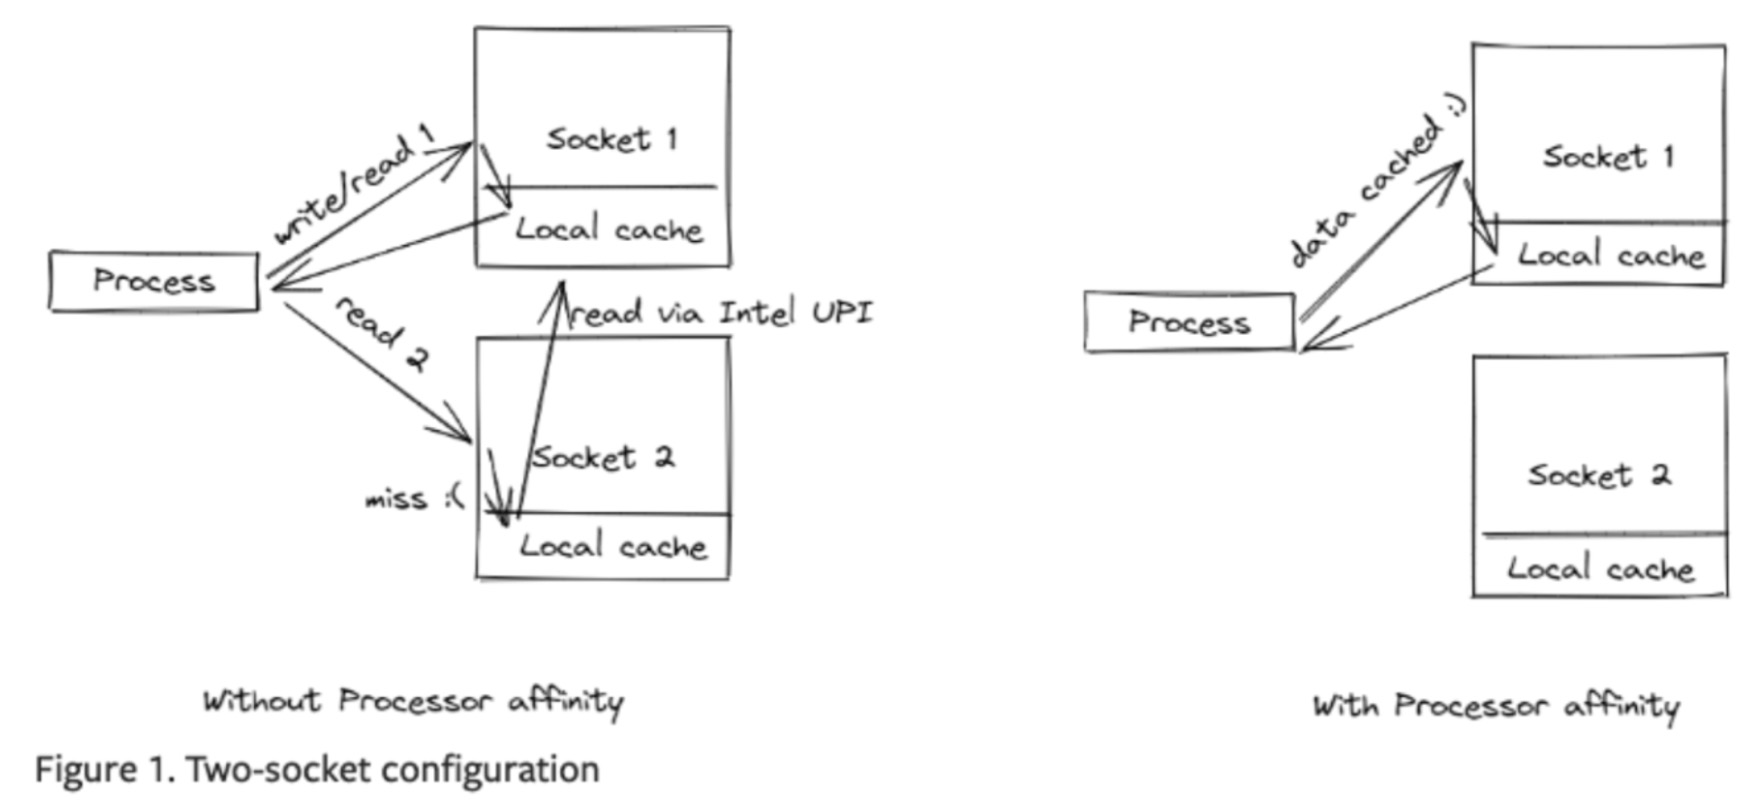 write/read 1
Socket 1
Local cache
Process
read 2
read via Intel UPI
Socket 2
miss :(
Local cache
Without Processor affinity
data cached :)
Socket 1
Local cache
Process
Socket 2
Local cache
With Processor affinity
Figure 1. Two-socket configuration